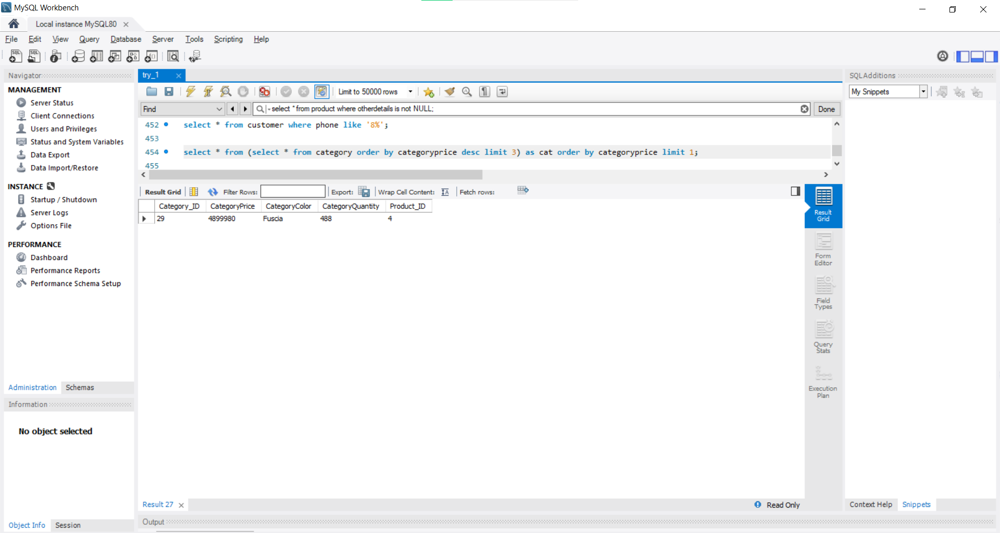 MySQL Workbench
Local instance MySQL80
File Edit View Query Database Server Tools Scripting Help
Navigator
MANAGEMENT
Server Status
Client Connections
Users and Privileges
Status and System Variables
Data Export
Data Import/Restore
INSTANCE
Startup / Shutdown
Server Logs
Options File
PERFORMANCE
Dashboard
Performance Reports
Performance Schema Setup
Administration Schemas
Information
No object selected
Object Info Session
try_1
Limit to 50000 rows
Find select * from product where otherdetails is not NULL; Done
452 select * from customer where phone like '8%';
453
454 select * from (select * from category order by categoryprice desc limit 3) as cat order by categoryprice limit 1;
455
Result Grid Filter Rows: Export: Wrap Cell Content: Fetch rows:
Category_ID CategoryPrice CategoryColor CategoryQuantity Product_ID
29 4899980 Fuscia 488 4
Result
Grid
Form
Editor
Field
Types
Query
Stats
Execution
Plan
Result 27
Read Only
Output
SQLAdditions
My Snippets
Context Help Snippets